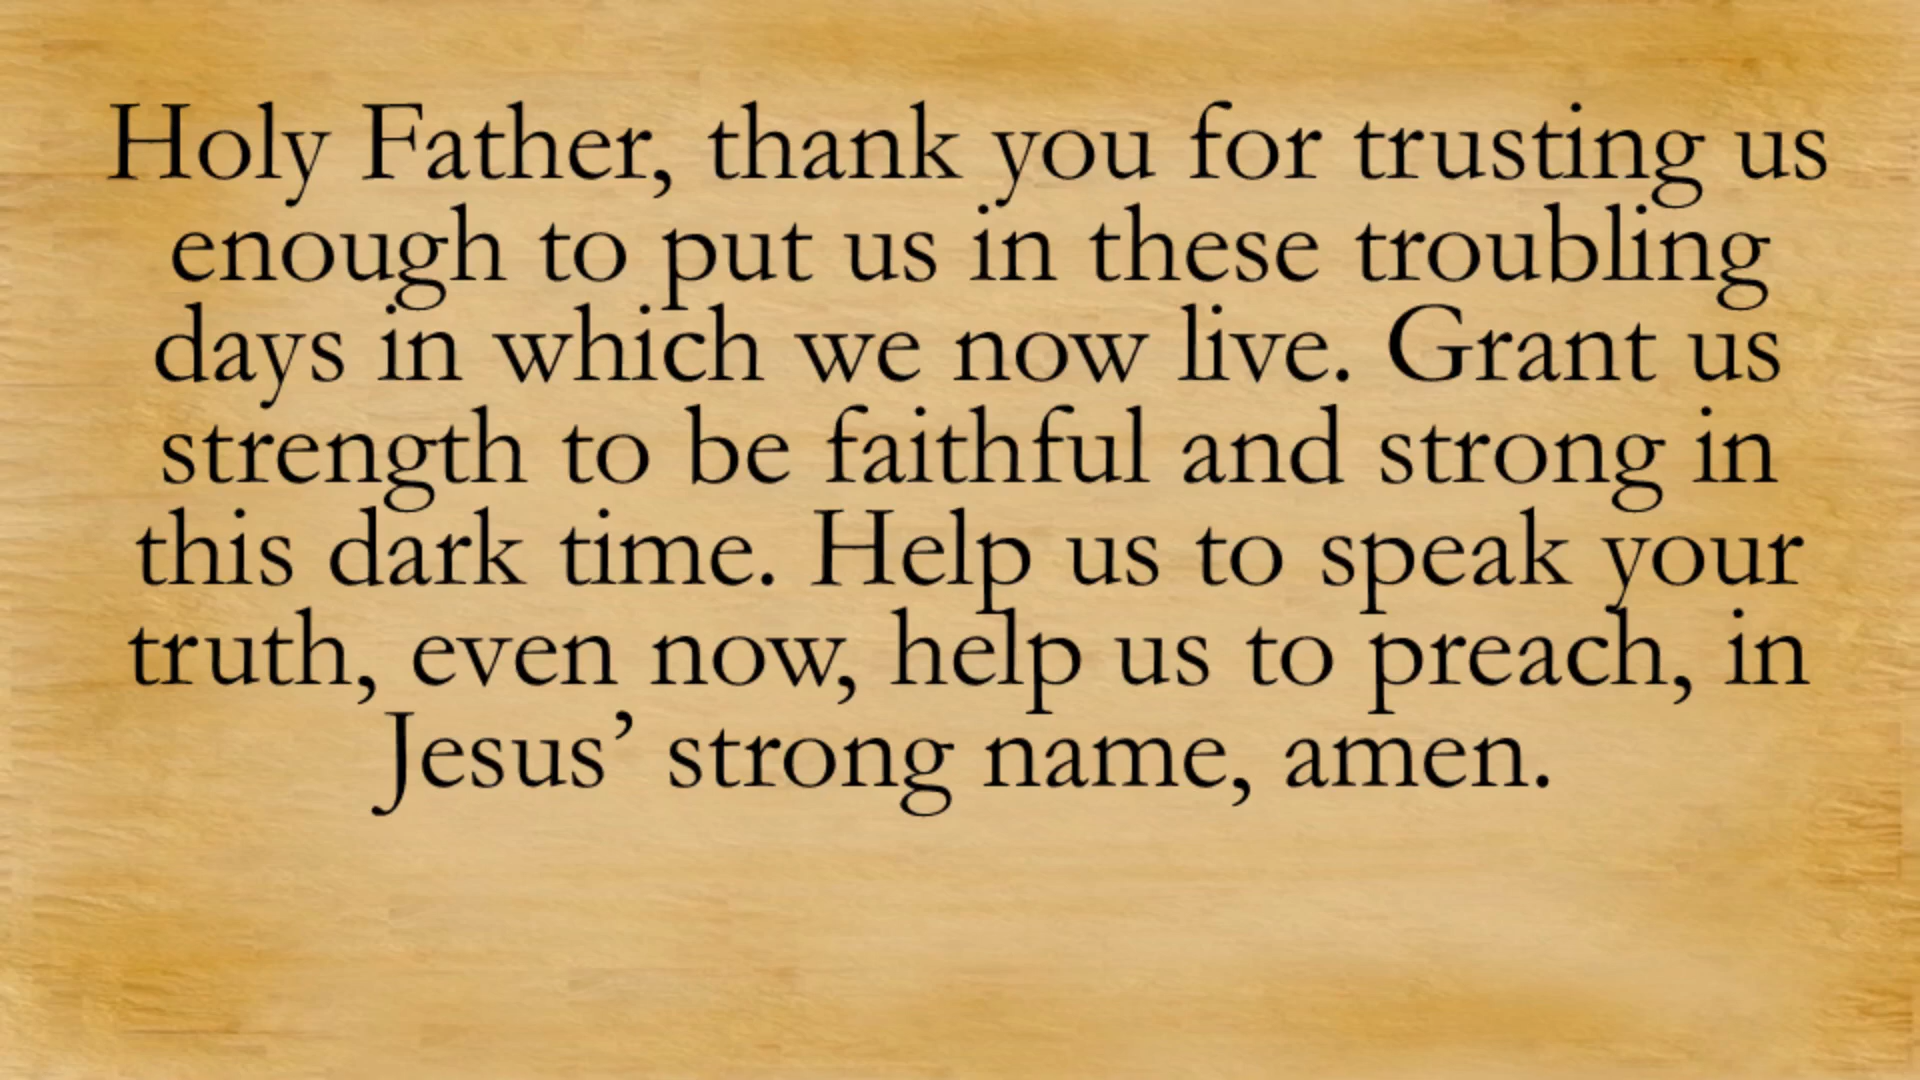 Holy Father, thank you for trusting us
enough to put us in these troubling
days in which we now live. Grant us
strength to be faithful and strong in
this dark time. Help us to speak your
truth, even now, help us to preach, in
Jesus’ strong name, amen.